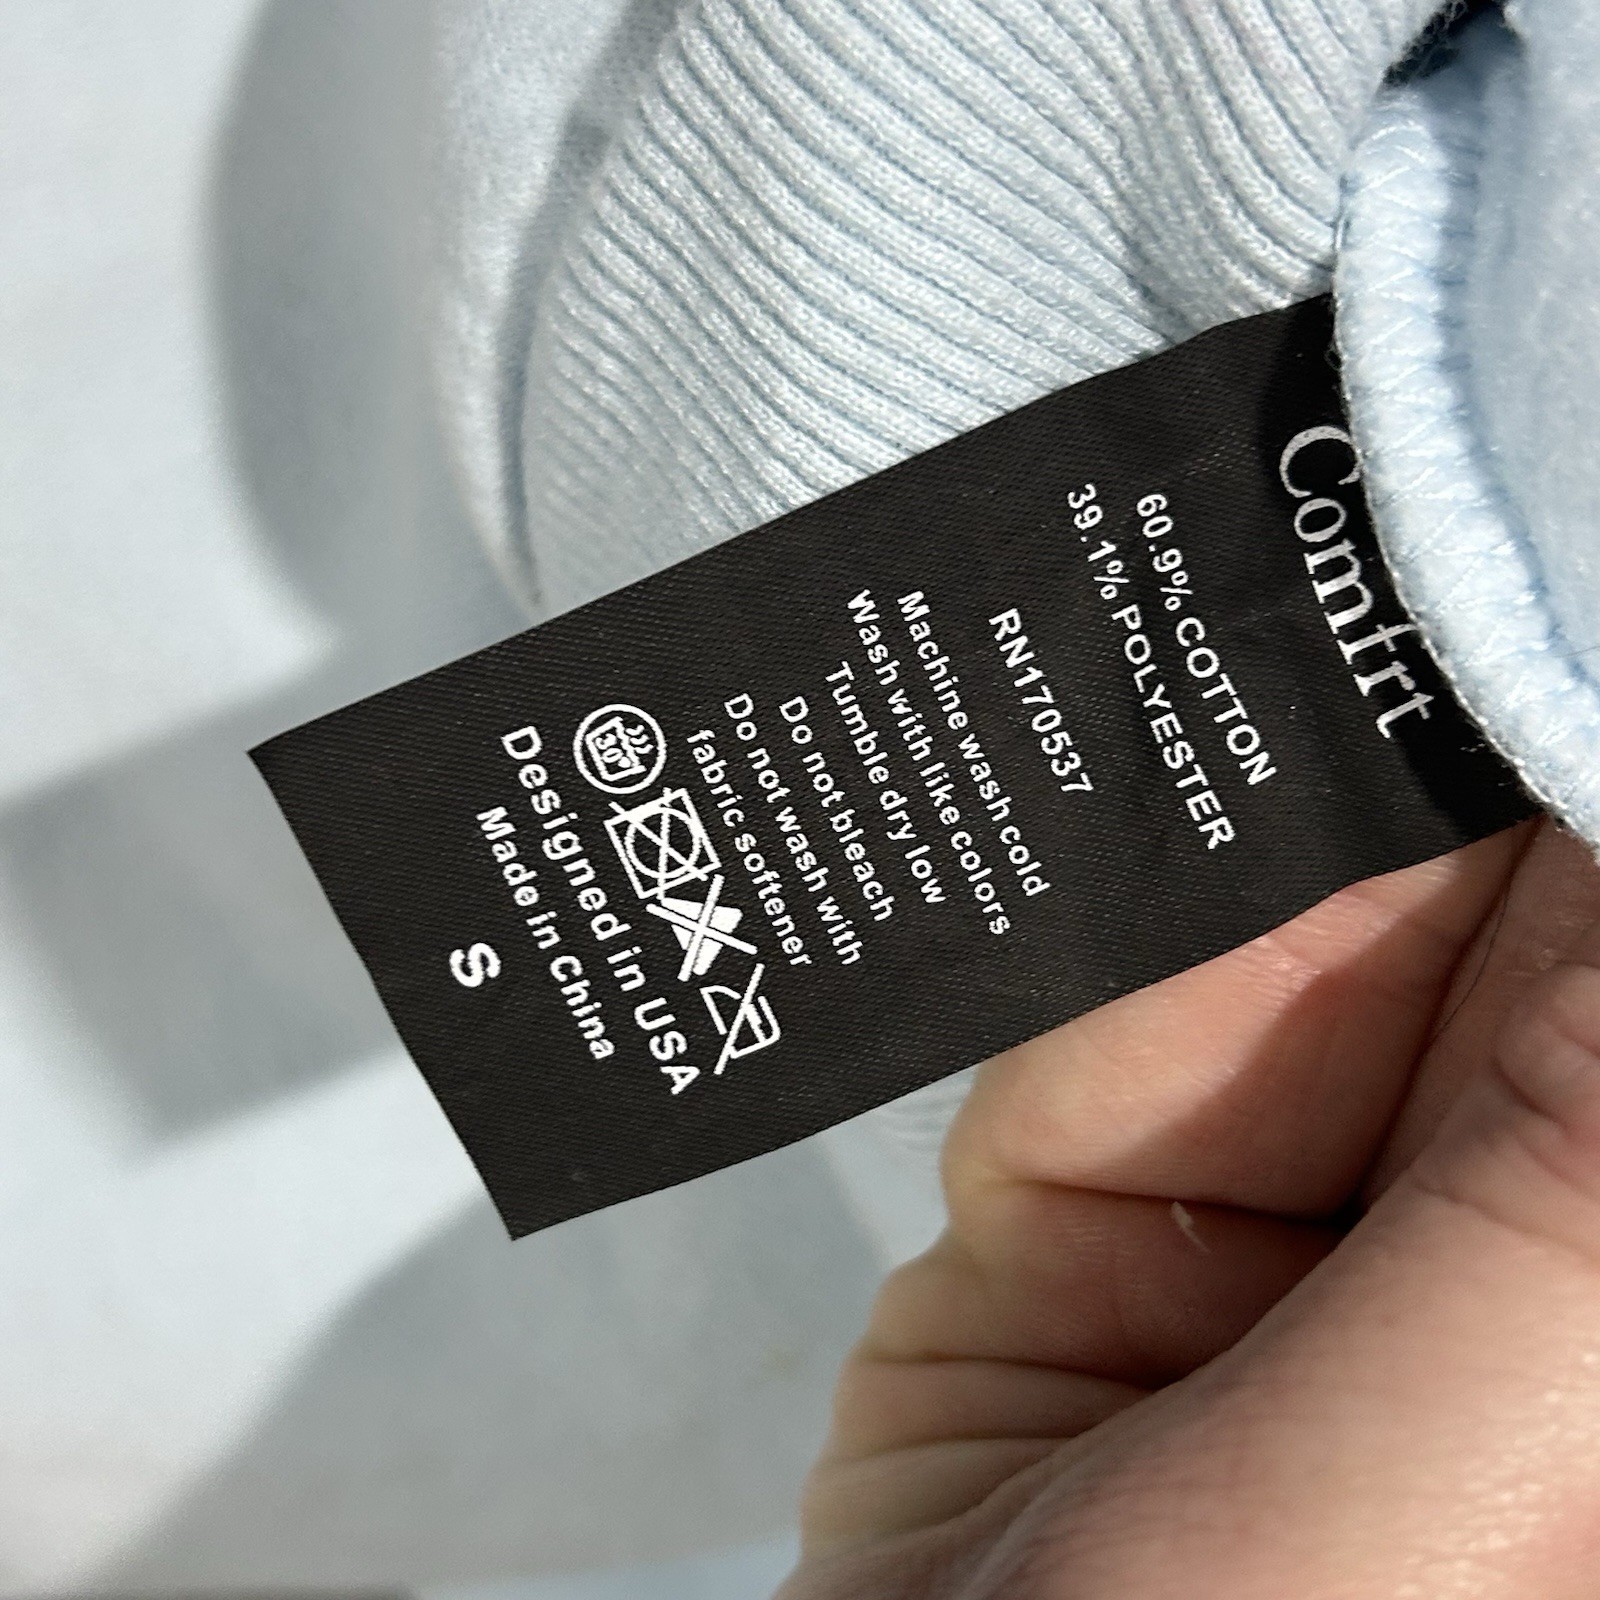 Comfrt
60.9% COTTON
39.1% POLYESTER
RN170537
Machine wash cold
Wash with like colors
Tumble dry low
Do not bleach
Do not wash with
fabric softener
30°
Designed in USA
Made in China
S